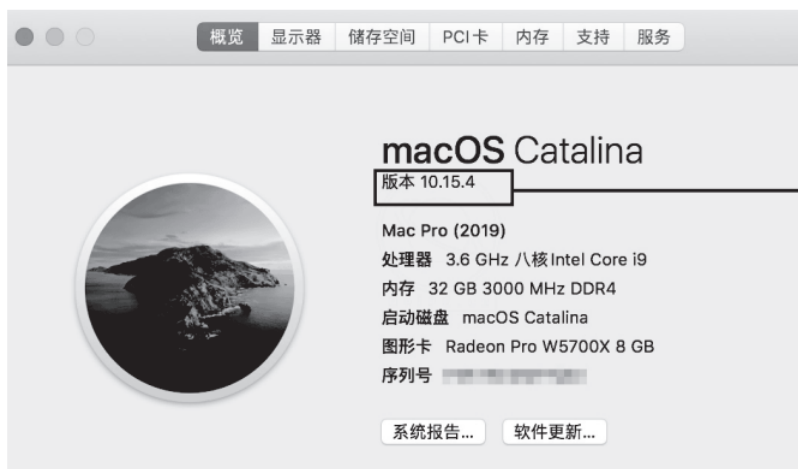 概览 显示器 储存空间 PCI卡 内存 支持 服务
macOS Catalina
版本 10.15.4
Mac Pro (2019)
处理器 3.6 GHz 八核Intel Core i9
内存 32 GB 3000 MHz DDR4
启动磁盘 macOS Catalina
图形卡 Radeon Pro W5700X 8 GB
序列号
系统报告... 软件更新...